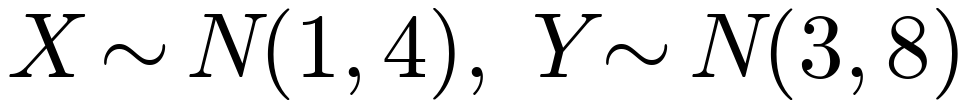 X ∼ N(1, 4), Y ∼ N(3, 8)